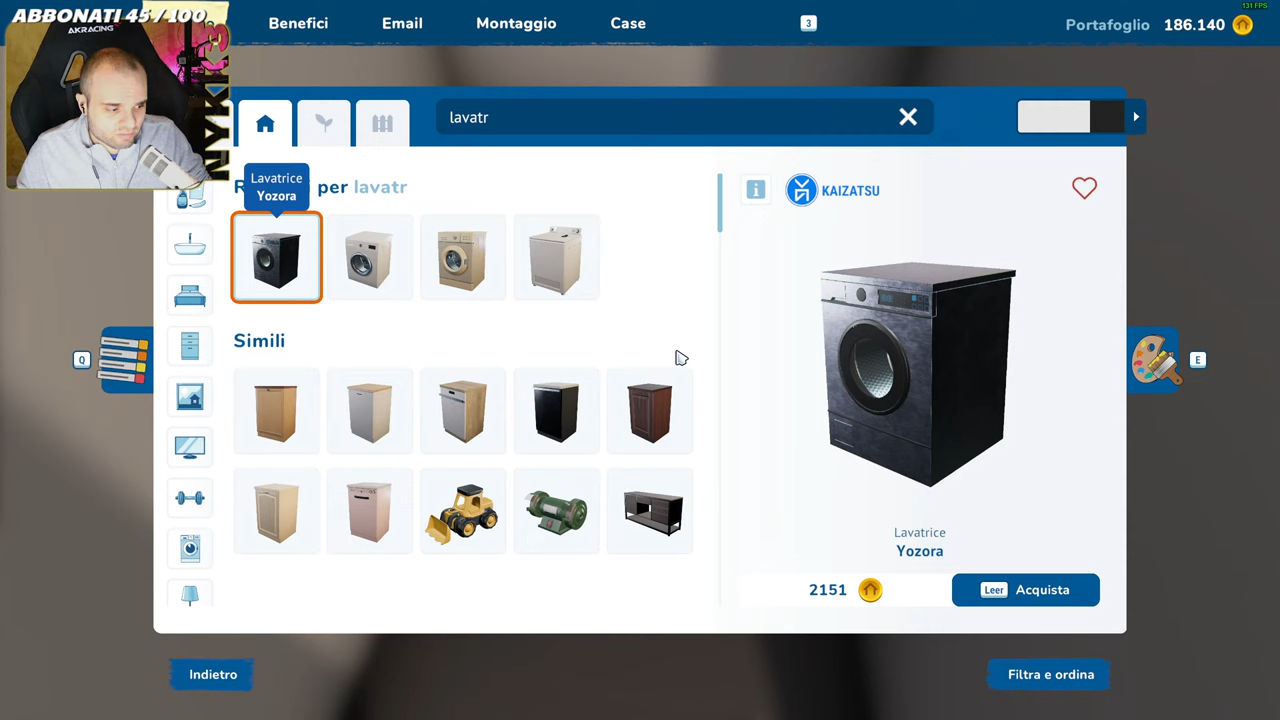 ABBONATI 45 / 100
AKRACING
NYKK3
Benefici
Email
Montaggio
Case
3
Portafoglio 186.140
131 FPS
lavatr
Lavatrice
Yozora
per lavatr
KAIZATSU
Simili
Q
E
Lavatrice
Yozora
2151
Leer Acquista
Indietro
Filtra e ordina